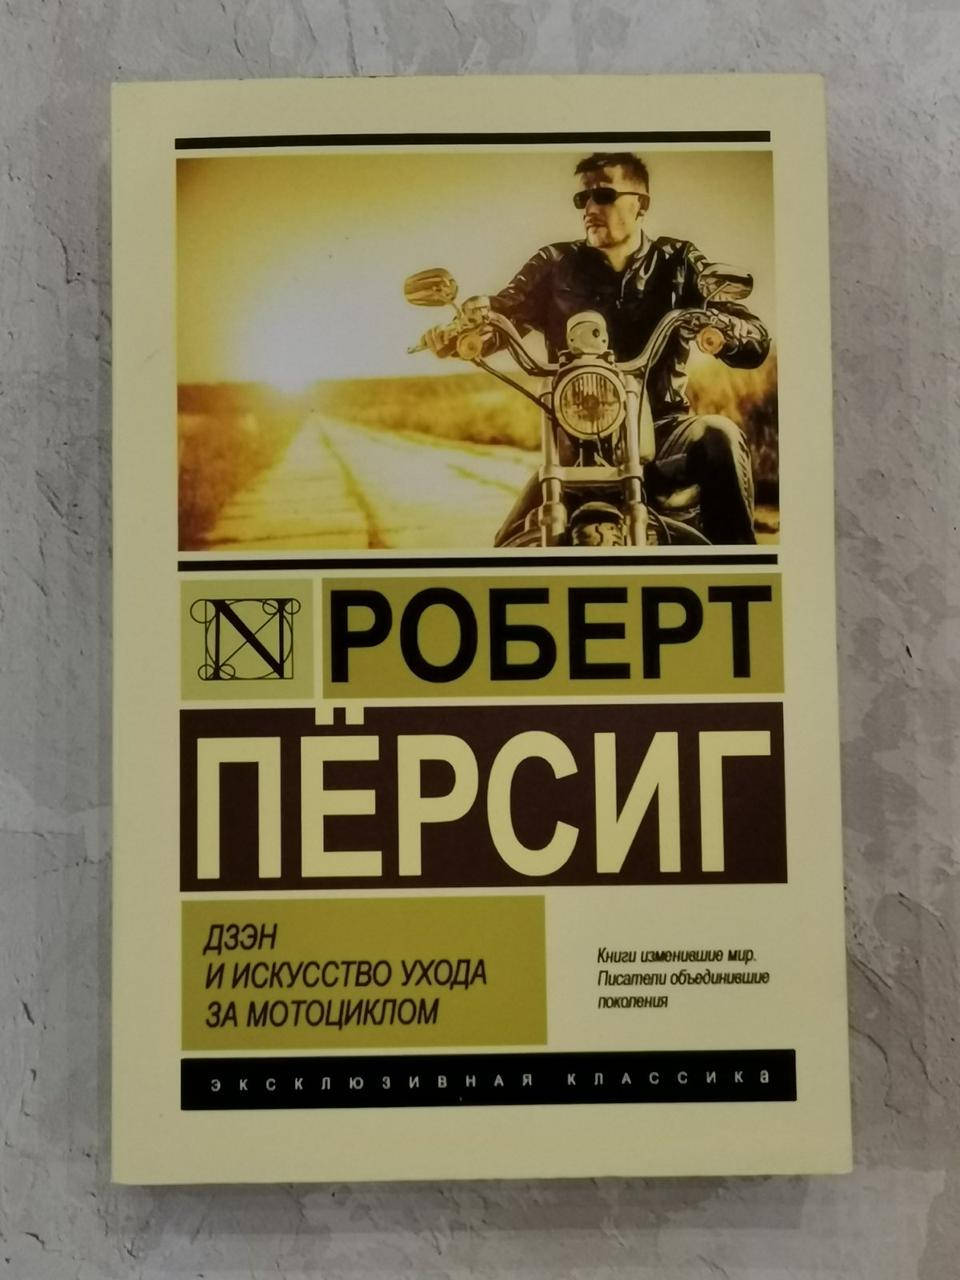 N РОБЕРТ
ПЁРСИГ
ДЗЭН
И ИСКУССТВО УХОДА
ЗА МОТОЦИКЛОМ
Книги изменившие мир.
Писатели объединившие
поколения
ЭКСКЛЮЗИВНАЯ КЛАССИКа